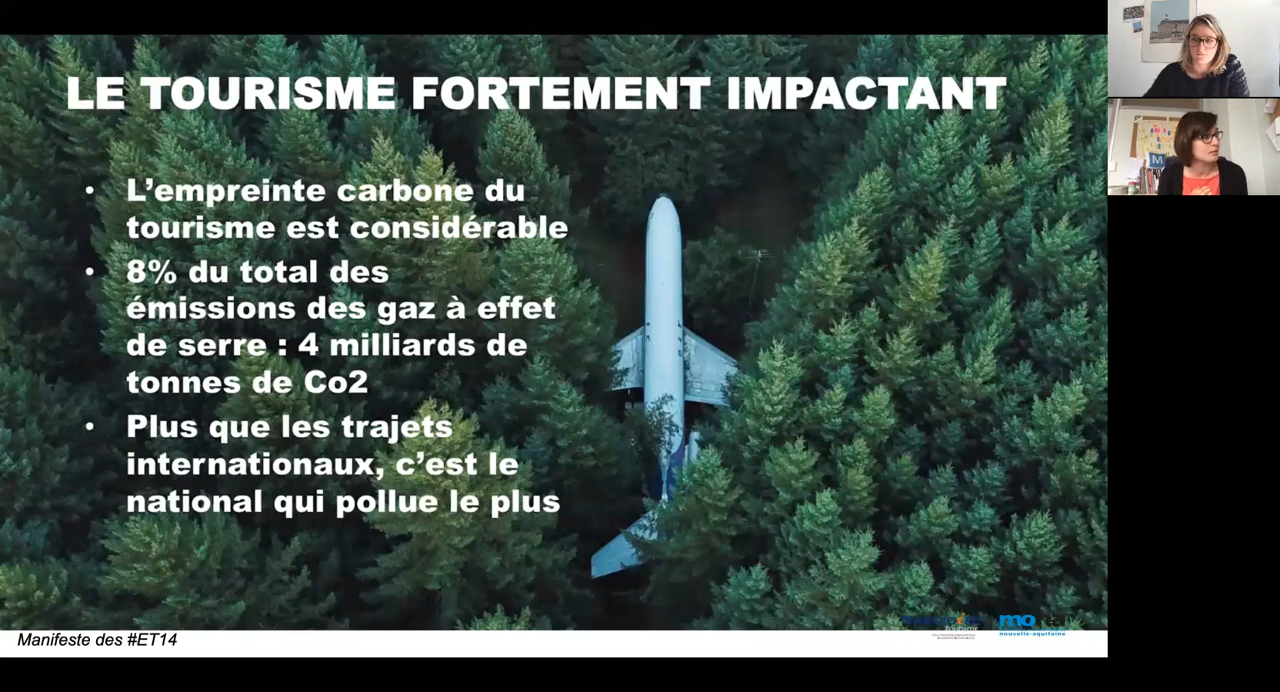 LE TOURISME FORTEMENT IMPACTANT
• L’empreinte carbone du
tourisme est considérable
• 8% du total des
émissions des gaz à effet
de serre : 4 milliards de
tonnes de Co2
• Plus que les trajets
internationaux, c’est le
national qui pollue le plus
Manifeste des #ET14
mo
nouvelle-aquitaine
M